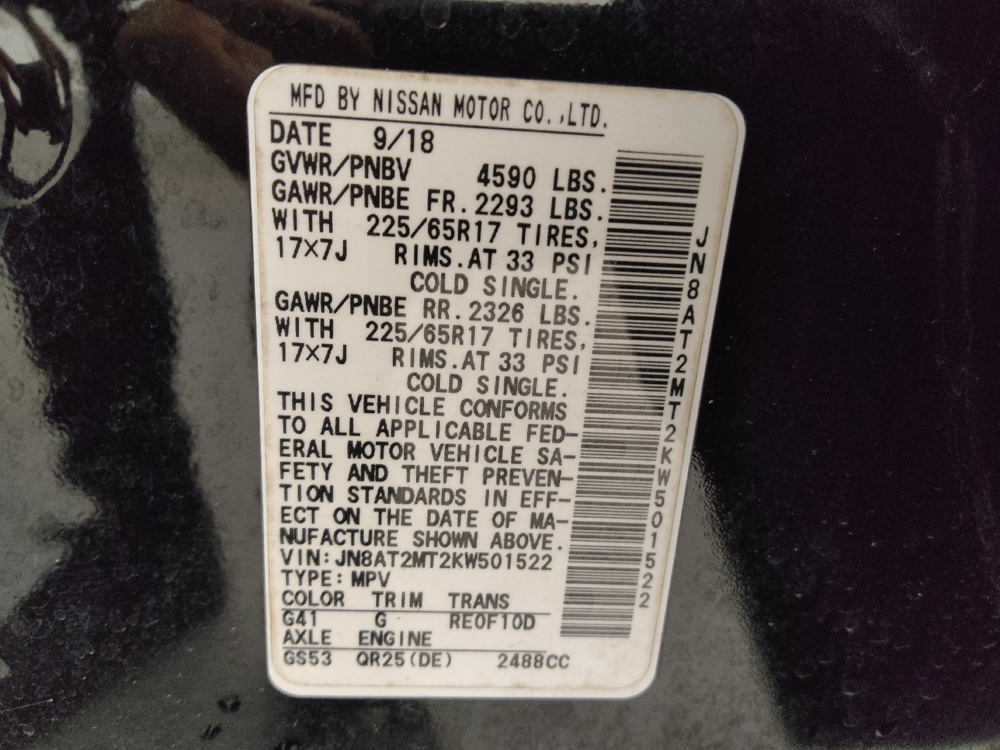 MFD BY NISSAN MOTOR CO.,LTD.
DATE 9/18
GVWR/PNBV 4590 LBS.
GAWR/PNBE FR.2293 LBS.
WITH 225/65R17 TIRES,
17×7J RIMS.AT 33 PSI
COLD SINGLE.
GAWR/PNBE RR.2326 LBS.
WITH 225/65R17 TIRES,
17×7J RIMS.AT 33 PSI
COLD SINGLE.
THIS VEHICLE CONFORMS
TO ALL APPLICABLE FED-
ERAL MOTOR VEHICLE SA-
FETY AND THEFT PREVEN-
TION STANDARDS IN EFF-
ECT ON THE DATE OF MA-
NUFACTURE SHOWN ABOVE.
VIN:JN8AT2MT2KW501522
TYPE:MPV
COLOR TRIM TRANS
G41 G RE0F10D
AXLE ENGINE
GS53 QR25(DE) 2488CC
JN8AT2MT2KW501522